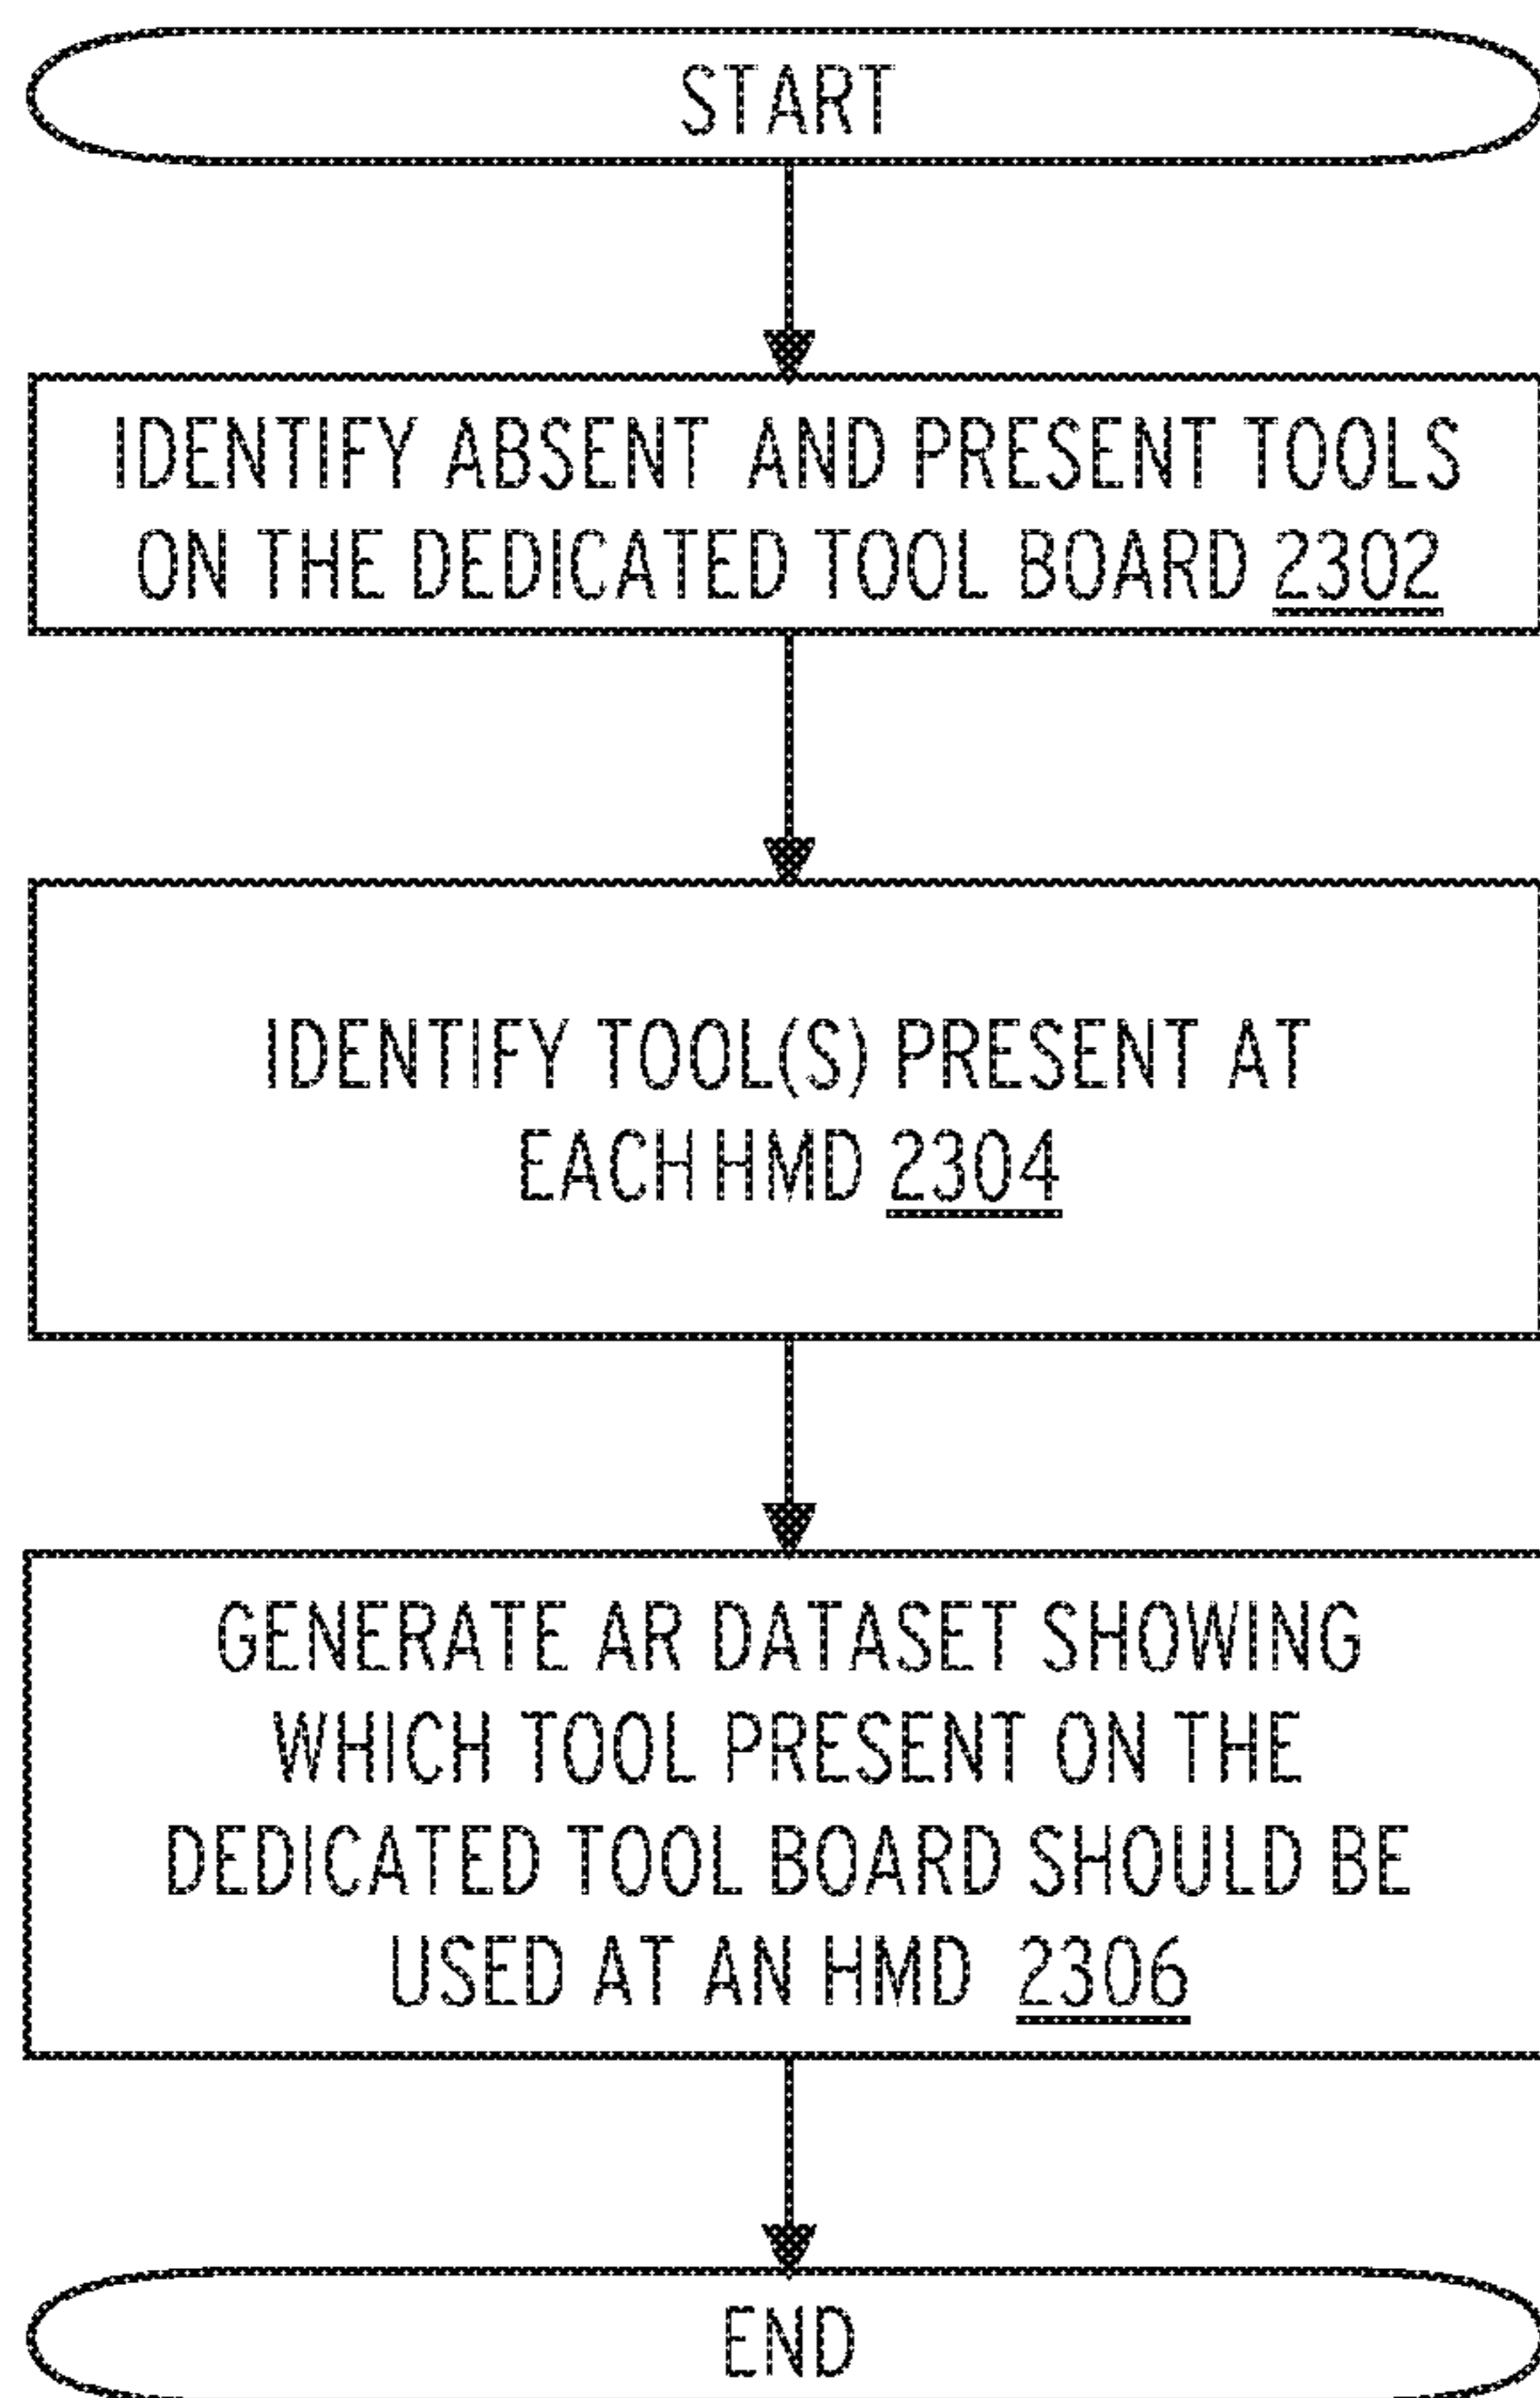 START
IDENTIFY ABSENT AND PRESENT TOOLS
ON THE DEDICATED TOOL BOARD 2302
IDENTIFY TOOL(S) PRESENT AT
EACH HMD 2304
GENERATE AR DATASET SHOWING
WHICH TOOL PRESENT ON THE
DEDICATED TOOL BOARD SHOULD BE
USED AT AN HMD 2306
END